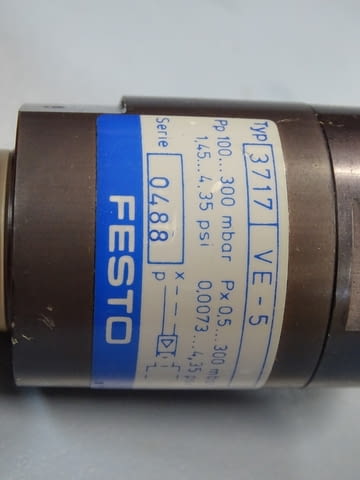 Typ 3717 VE-5
Pp 100...300 mbar Px 0,5...300 mb
1,45...4.35 psi 0,0073...4,35 p
Serie 0488
x
p
FESTO